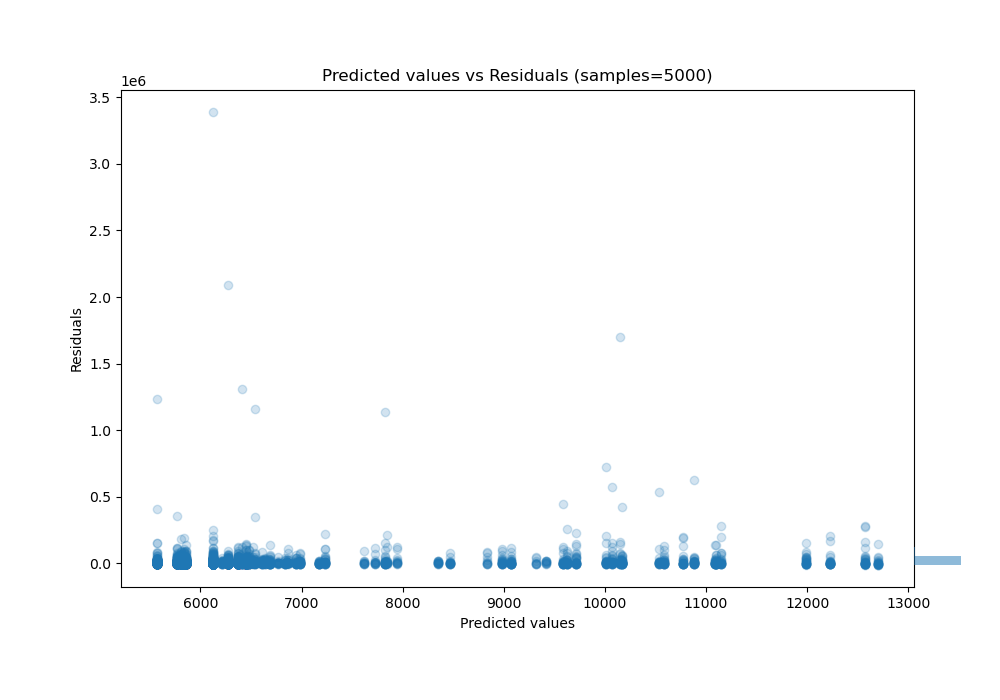 Predicted values vs Residuals (samples=5000)
1e6
3.5
3.0
2.5
2.0
1.5
1.0
0.5
0.0
Residuals
6000 7000 8000 9000 10000 11000 12000 13000
Predicted values